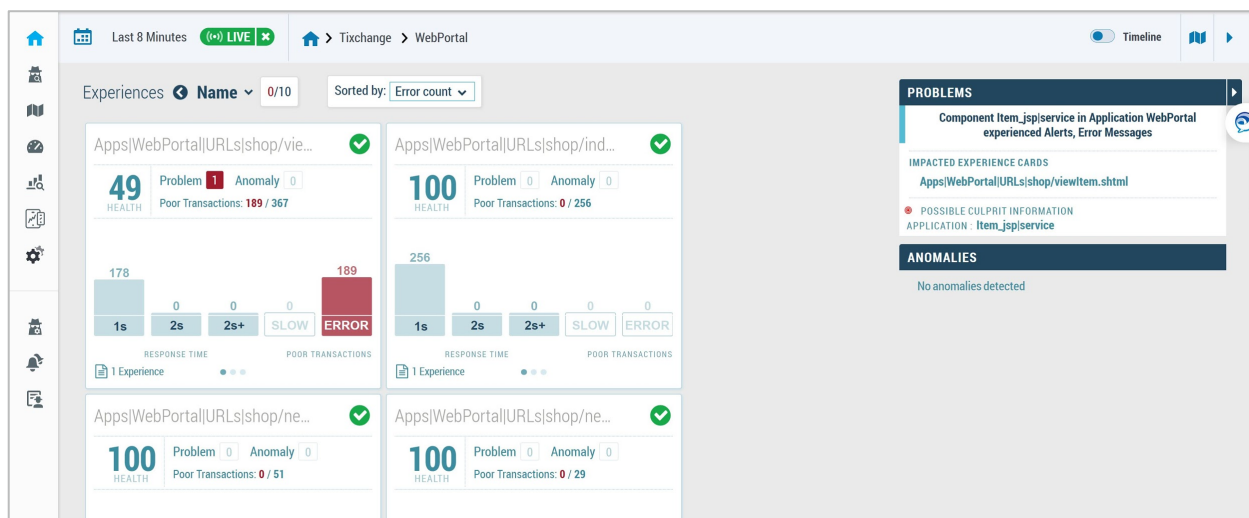 Last 8 Minutes LIVE Tixchange WebPortal Timeline
Experiences Name 0/10 Sorted by: Error count
Apps|WebPortal|URLs|shop/vie...
49
HEALTH
Problem 1 Anomaly 0
Poor Transactions: 189 / 367
178 0 0 0 189
1s 2s 2s+ SLOW ERROR
RESPONSE TIME POOR TRANSACTIONS
1 Experience
Apps|WebPortal|URLs|shop/ind...
100
HEALTH
Problem 0 Anomaly 0
Poor Transactions: 0 / 256
256 0 0 0 0
1s 2s 2s+ SLOW ERROR
RESPONSE TIME POOR TRANSACTIONS
1 Experience
Apps|WebPortal|URLs|shop/ne...
100
HEALTH
Problem 0 Anomaly 0
Poor Transactions: 0 / 51
Apps|WebPortal|URLs|shop/ne...
100
HEALTH
Problem 0 Anomaly 0
Poor Transactions: 0 / 29
PROBLEMS
Component Item_jsp|service in Application WebPortal
experienced Alerts, Error Messages
IMPACTED EXPERIENCE CARDS
Apps|WebPortal|URLs|shop/viewItem.shtml
POSSIBLE CULPRIT INFORMATION
APPLICATION : Item_jsp|service
ANOMALIES
No anomalies detected